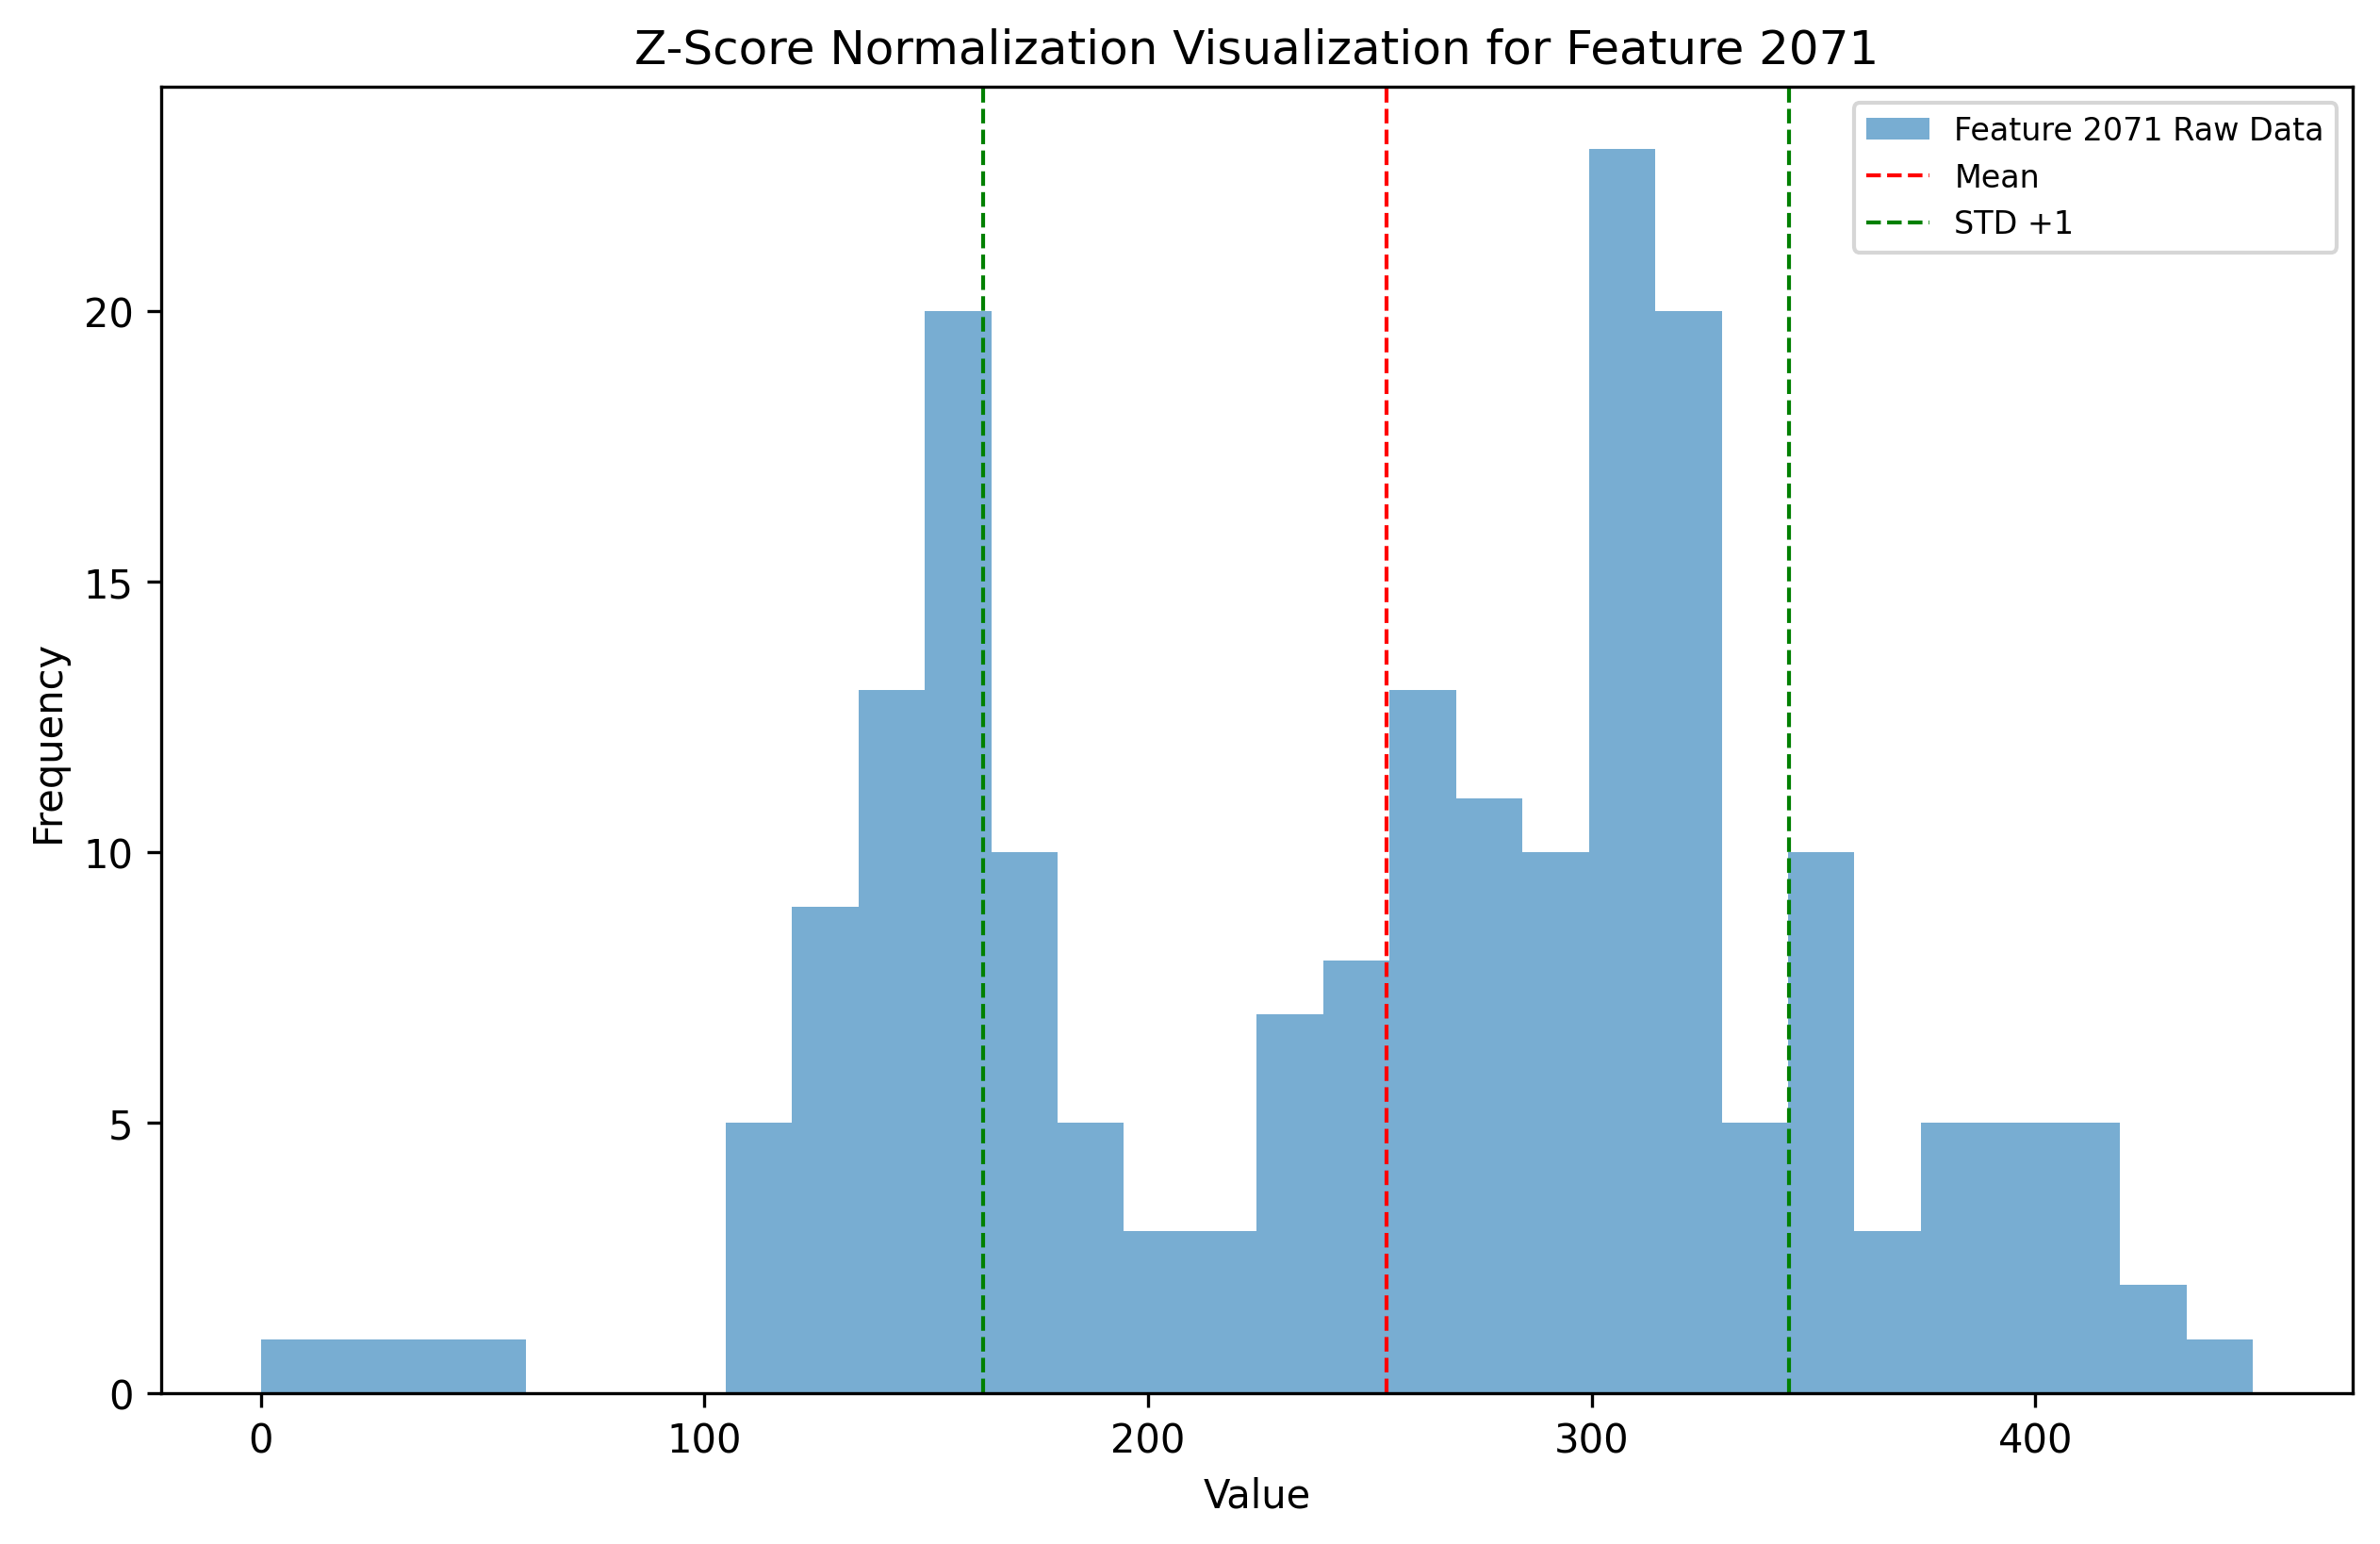 Z-Score Normalization Visualization for Feature 2071
Feature 2071 Raw Data
Mean
STD +1
20
15
10
5
0
Frequency
0 100 200 300 400
Value